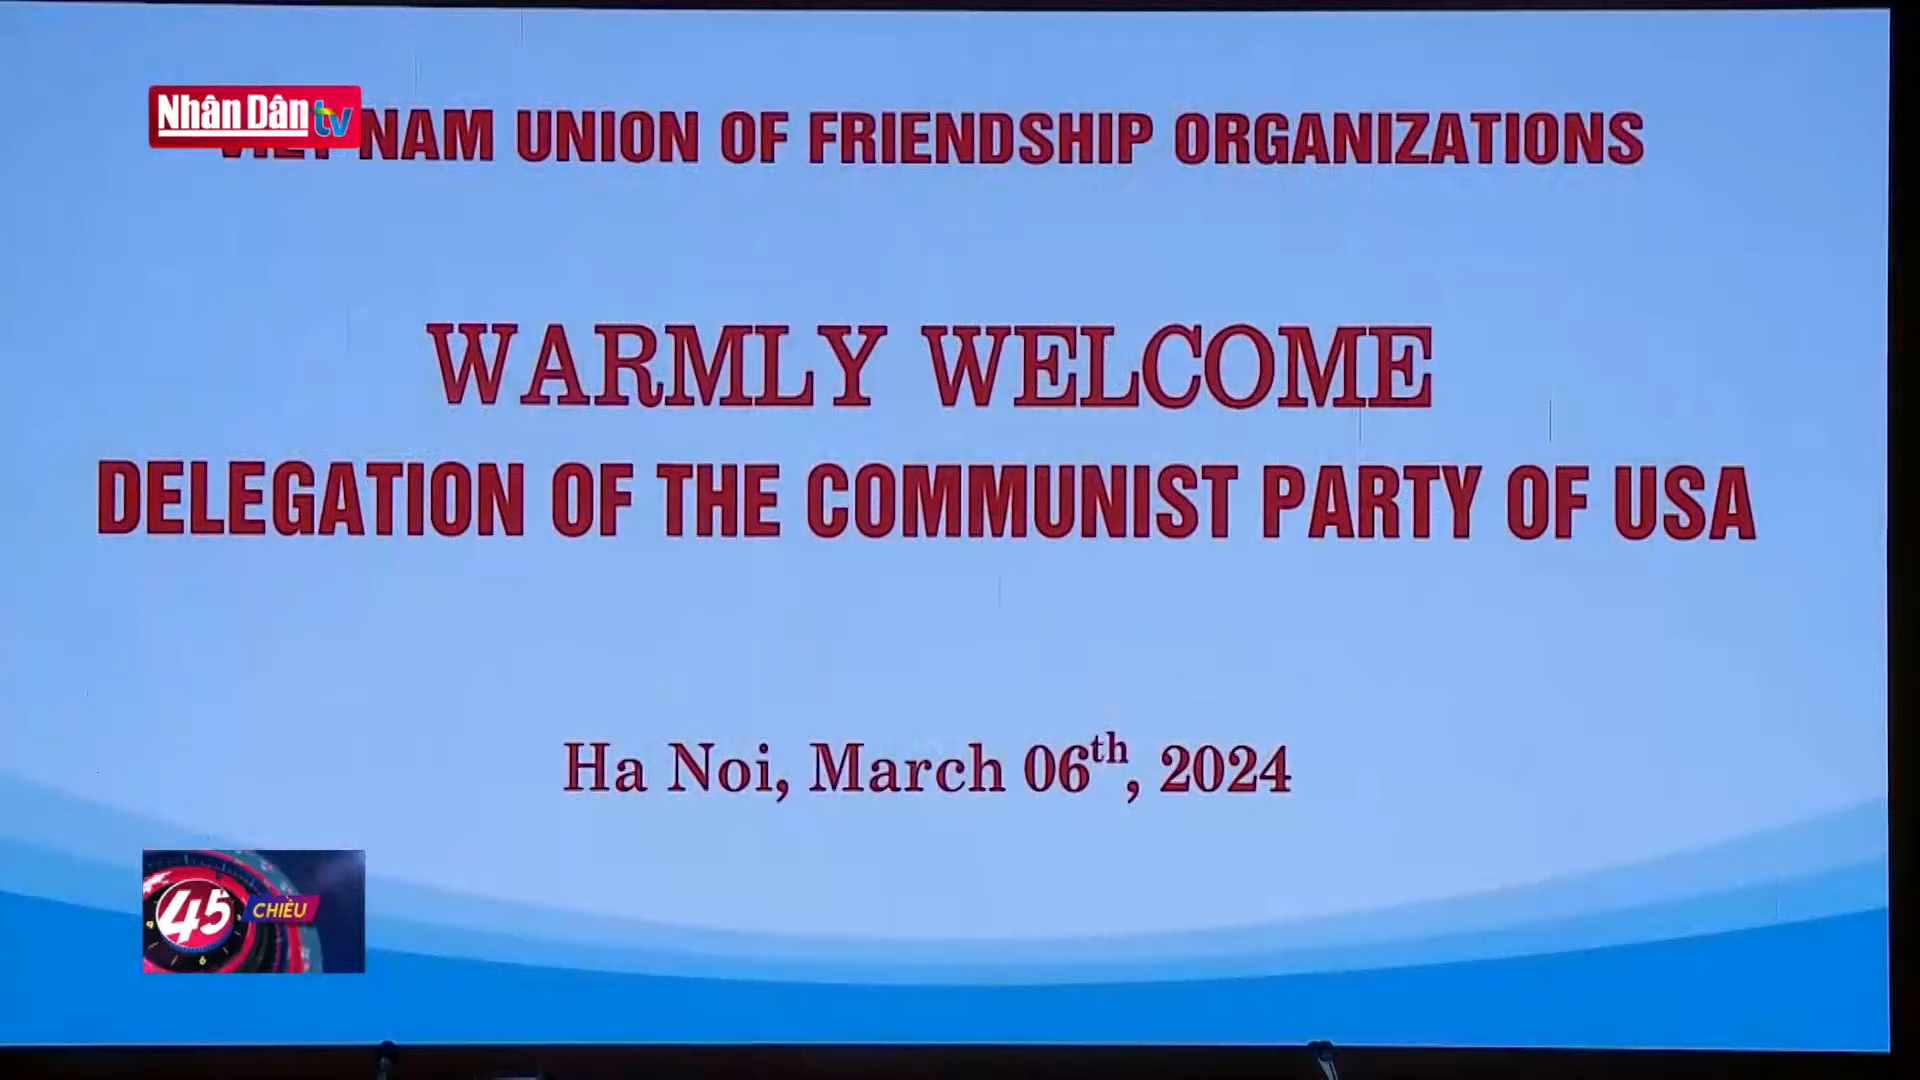 Nhân Dân tv
NAM UNION OF FRIENDSHIP ORGANIZATIONS
WARMLY WELCOME
DELEGATION OF THE COMMUNIST PARTY OF USA
Ha Noi, March 06th, 2024
45
CHIỀU
6